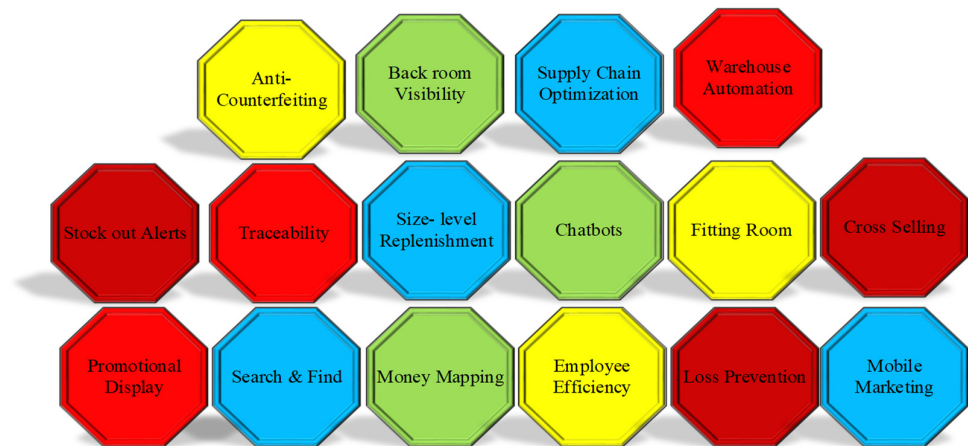 Anti-
Counterfeiting
Back room
Visibility
Supply Chain
Optimization
Warehouse
Automation
Stock out Alerts
Traceability
Size- level
Replenishment
Chatbots
Fitting Room
Cross Selling
Promotional
Display
Search & Find
Money Mapping
Employee
Efficiency
Loss Prevention
Mobile
Marketing